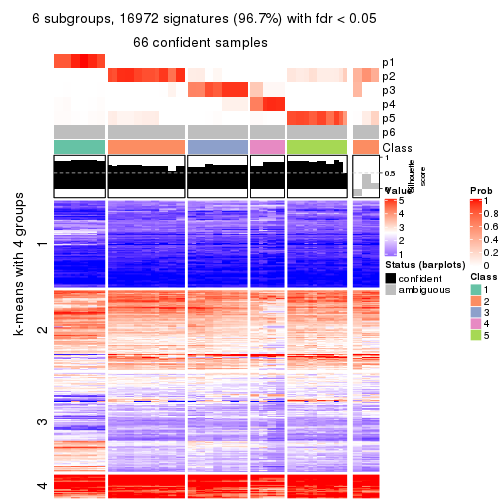 6 subgroups, 16972 signatures (96.7%) with fdr < 0.05
66 confident samples
p1
p2
p3
p4
p5
p6
Class
1
0.5
0
Silhouette
score
k-means with 4 groups
1
2
3
4
Value
5
4
3
2
1
Status (barplots)
confident
ambiguous
Prob
1
0.8
0.6
0.4
0.2
0
Class
1
2
3
4
5